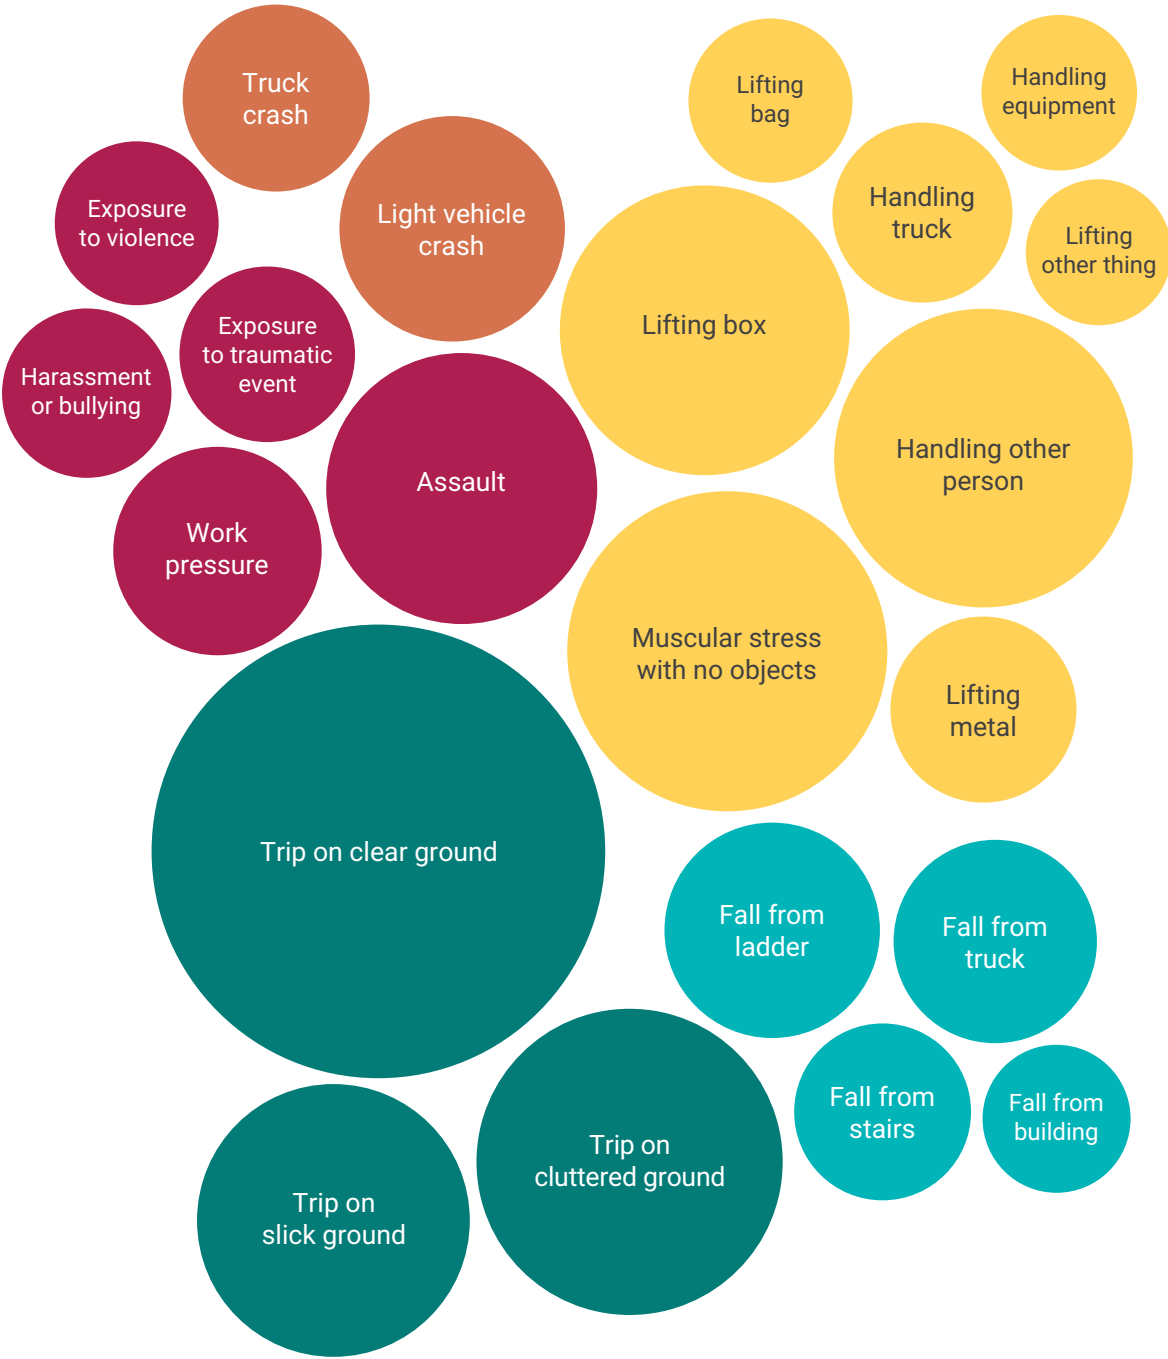 Truck
crash
Light vehicle
crash
Exposure
to violence
Exposure
to traumatic
event
Harassment
or bullying
Assault
Work
pressure
Lifting
bag
Handling
equipment
Handling
truck
Lifting
other thing
Lifting box
Handling other
person
Muscular stress
with no objects
Lifting
metal
Trip on clear ground
Trip on
cluttered ground
Trip on
slick ground
Fall from
ladder
Fall from
truck
Fall from
stairs
Fall from
building